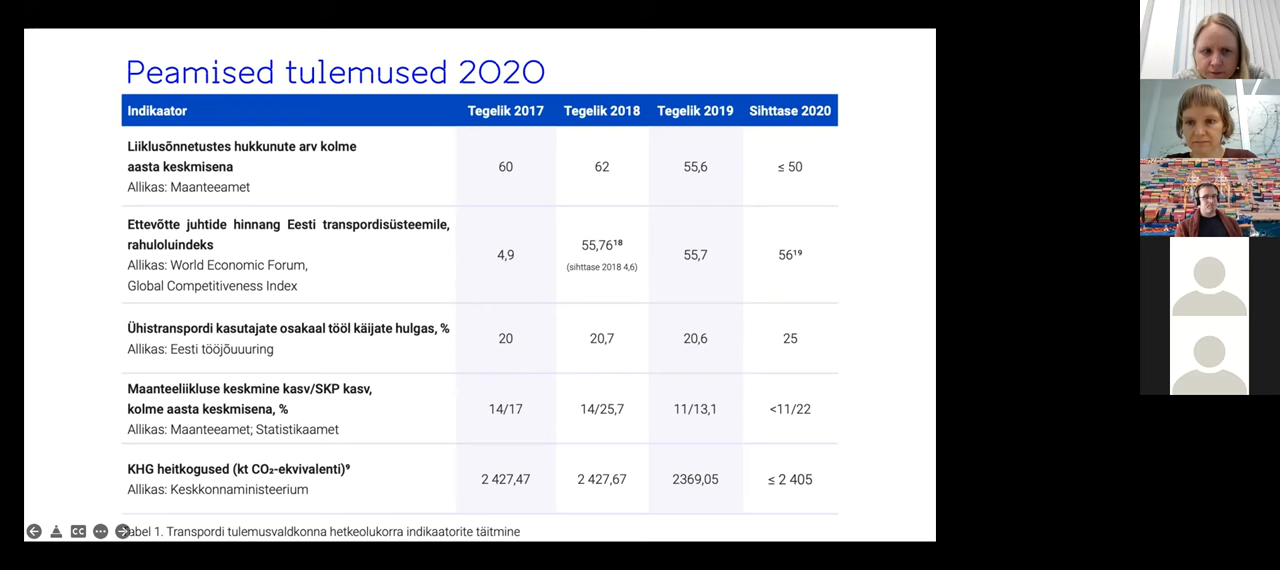 Peamised tulemused 2020
Indikaator Tegelik 2017 Tegelik 2018 Tegelik 2019 Sihttase 2020
Liiklusõnnetustes hukkunute arv kolme
aasta keskmisena
Allikas: Maanteeamet
60 62 55,6 ≤ 50
Ettevõtte juhtide hinnang Eesti transpordisüsteemile,
rahuloluindeks
Allikas: World Economic Forum,
Global Competitiveness Index
4,9 55,76¹⁸ 55,7 56¹⁹
(sihttase 2018 4,6)
Ühistranspordi kasutajate osakaal tööl käijate hulgas, %
Allikas: Eesti tööjõuuuring
20 20,7 20,6 25
Maanteeliikluse keskmine kasv/SKP kasv,
kolme aasta keskmisena, %
Allikas: Maanteeamet; Statistikaamet
14/17 14/25,7 11/13,1 <11/22
KHG heitkogused (kt CO₂-ekvivalenti)⁹
Allikas: Keskkonnaministeerium
2 427,47 2 427,67 2369,05 ≤ 2 405
CC
abel 1. Transpordi tulemusvaldkonna hetkeolukorra indikaatorite täitmine